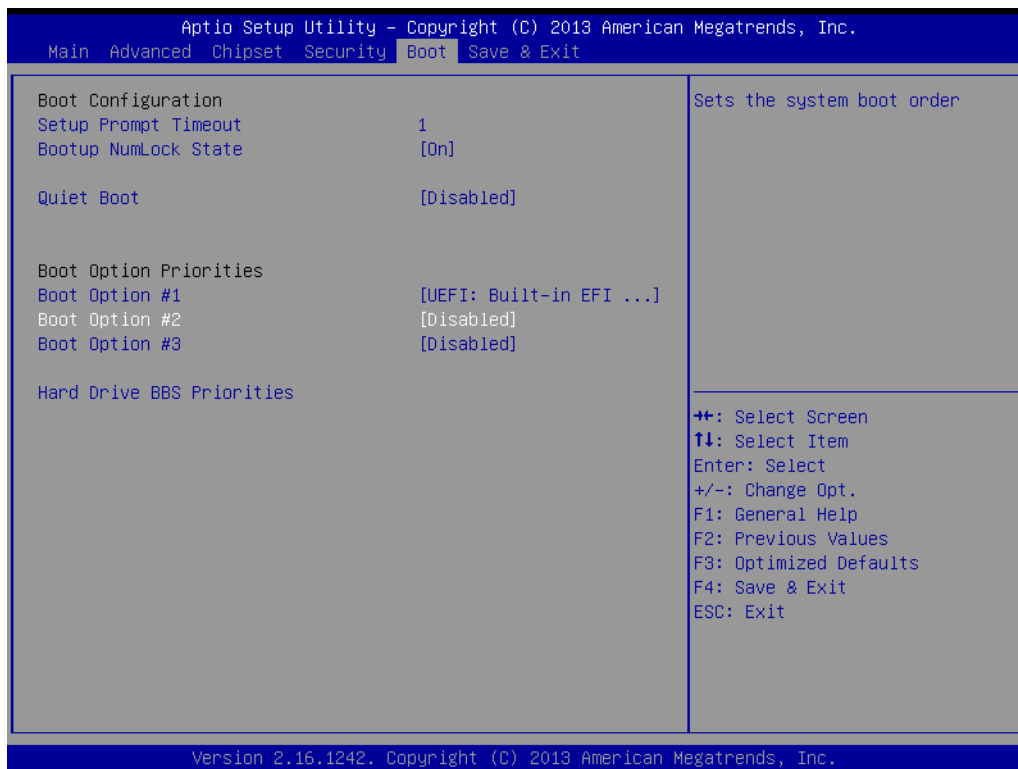 Aptio Setup Utility – Copyright (C) 2013 American Megatrends, Inc.
Main Advanced Chipset Security Boot Save & Exit
Boot Configuration
Setup Prompt Timeout 1
Bootup NumLock State [On]
Quiet Boot [Disabled]
Boot Option Priorities
Boot Option #1 [UEFI: Built-in EFI ...]
Boot Option #2 [Disabled]
Boot Option #3 [Disabled]
Hard Drive BBS Priorities
Sets the system boot order
→←: Select Screen
↑↓: Select Item
Enter: Select
+/-: Change Opt.
F1: General Help
F2: Previous Values
F3: Optimized Defaults
F4: Save & Exit
ESC: Exit
Version 2.16.1242. Copyright (C) 2013 American Megatrends, Inc.